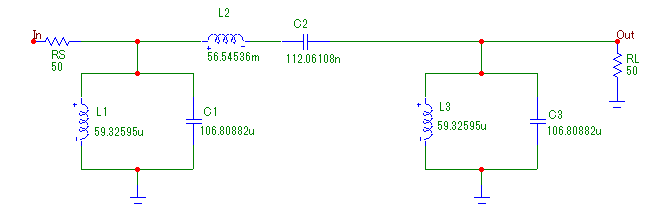 In
RS
50
L2
56.54536m
C2
112.06108n
Out
RL
50
L1
59.32595u
C1
106.80882u
L3
59.32595u
C3
106.80882u